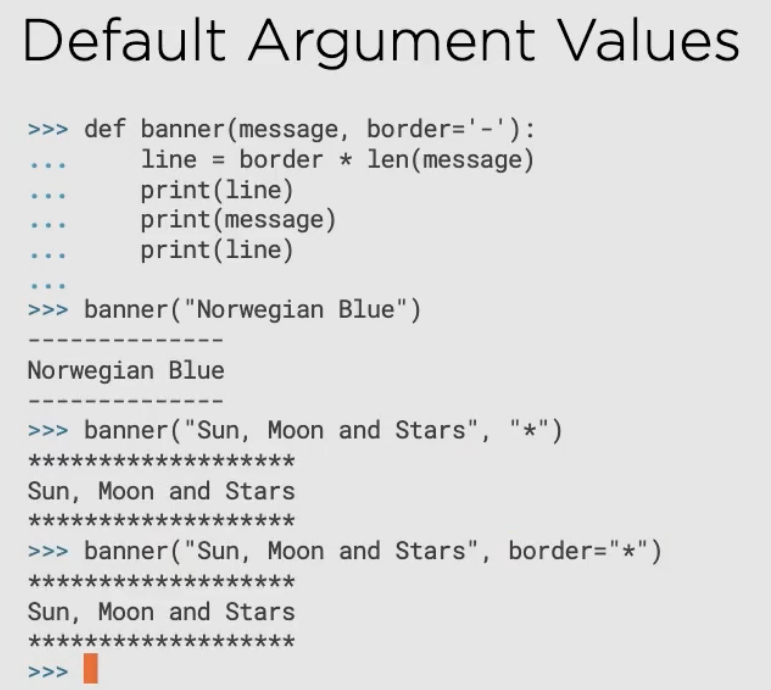 Default Argument Values
>>> def banner(message, border='-'):
...     line = border * len(message)
...     print(line)
...     print(message)
...     print(line)
...
>>> banner("Norwegian Blue")
--------------
Norwegian Blue
--------------
>>> banner("Sun, Moon and Stars", "*")
*******************
Sun, Moon and Stars
*******************
>>> banner("Sun, Moon and Stars", border="*")
*******************
Sun, Moon and Stars
*******************
>>>